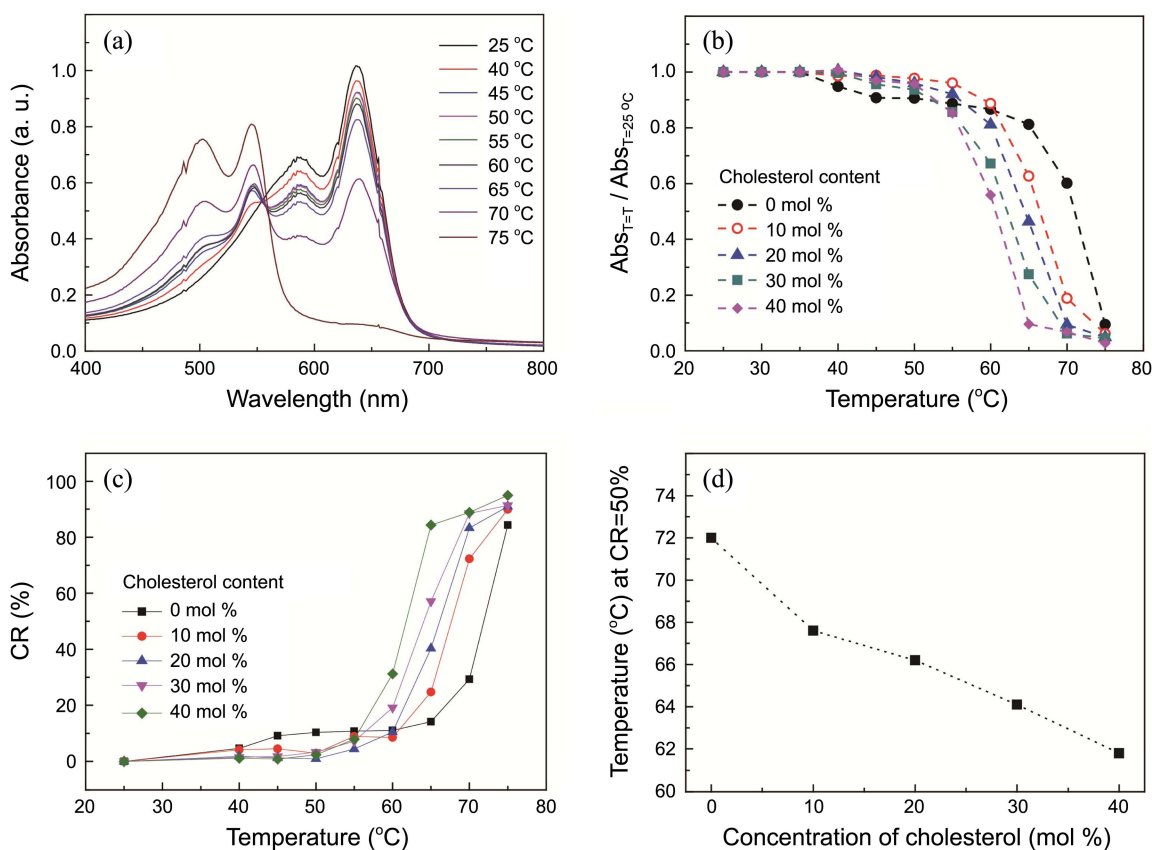 (a)
25 °C
40 °C
45 °C
50 °C
55 °C
60 °C
65 °C
70 °C
75 °C
1.0
0.8
0.6
0.4
0.2
0.0
400 500 600 700 800
Absorbance (a. u.)
Wavelength (nm)
(b)
1.0
0.8
0.6
0.4
0.2
0.0
20 30 40 50 60 70 80
Abs T=T / Abs T=25 °C
Temperature (°C)
Cholesterol content
0 mol %
10 mol %
20 mol %
30 mol %
40 mol %
(c)
100
80
60
40
20
0
20 30 40 50 60 70 80
CR (%)
Temperature (°C)
Cholesterol content
0 mol %
10 mol %
20 mol %
30 mol %
40 mol %
(d)
74
72
70
68
66
64
62
60
0 10 20 30 40
Temperature (°C) at CR=50%
Concentration of cholesterol (mol %)